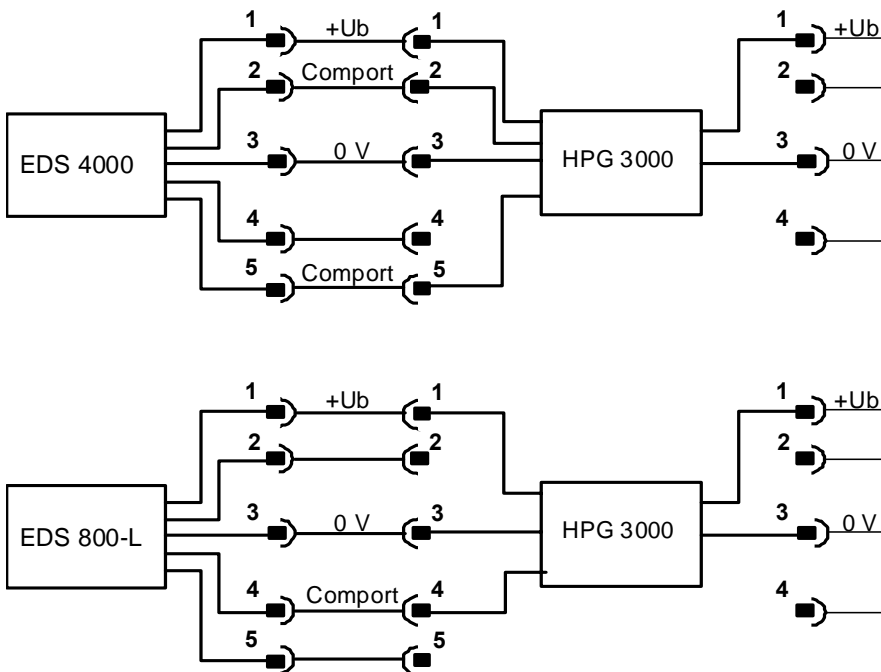 1 +Ub 1 1 +Ub
2 Comport 2 2
EDS 4000 3 0 V 3 HPG 3000 3 0 V
4 4 4
5 Comport 5
1 +Ub 1 1 +Ub
2 2 2
EDS 800-L 3 0 V 3 HPG 3000 3 0 V
4 Comport 4 4
5 5